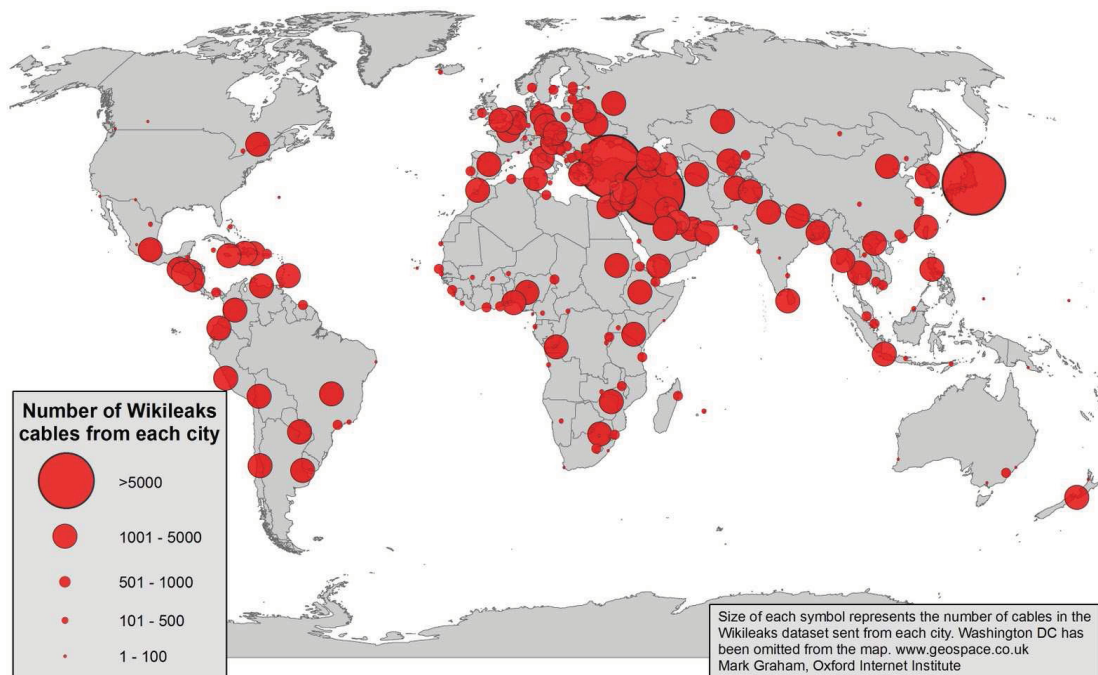 Number of Wikileaks
cables from each city
>5000
1001 - 5000
501 - 1000
101 - 500
1 - 100
Size of each symbol represents the number of cables in the
Wikileaks dataset sent from each city. Washington DC has
been omitted from the map. www.geospace.co.uk
Mark Graham, Oxford Internet Institute